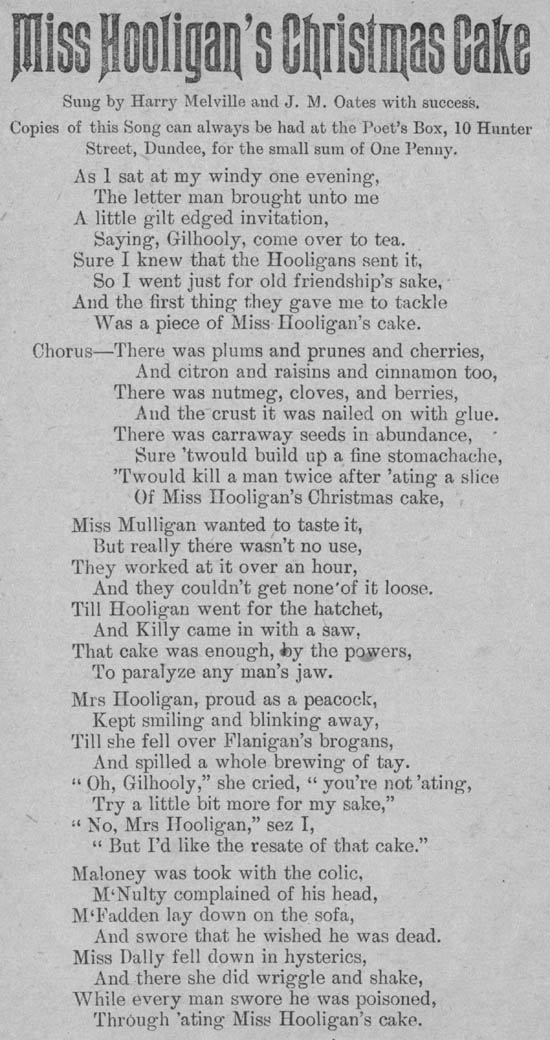 Miss Hooligan's Christmas Cake
Sung by Harry Melville and J. M. Oates with success.
Copies of this Song can always be had at the Poet's Box, 10 Hunter
Street, Dundee, for the small sum of One Penny.
As I sat at my windy one evening,
The letter man brought unto me
A little gilt edged invitation,
Saying, Gilhooly, come over to tea.
Sure I knew that the Hooligans sent it,
So I went just for old friendship's sake,
And the first thing they gave me to tackle
Was a piece of Miss Hooligan's cake.
Chorus—There was plums and prunes and cherries,
And citron and raisins and cinnamon too,
There was nutmeg, cloves, and berries,
And the crust it was nailed on with glue.
There was carraway seeds in abundance,
Sure 'twould build up a fine stomachache,
'Twould kill a man twice after 'ating a slice
Of Miss Hooligan's Christmas cake,
Miss Mulligan wanted to taste it,
But really there wasn't no use,
They worked at it over an hour,
And they couldn't get none of it loose.
Till Hooligan went for the hatchet,
And Killy came in with a saw,
That cake was enough, by the powers,
To paralyze any man's jaw.
Mrs Hooligan, proud as a peacock,
Kept smiling and blinking away,
Till she fell over Flanigan's brogans,
And spilled a whole brewing of tay.
" Oh, Gilhooly," she cried, " you're not 'ating,
Try a little bit more for my sake,"
" No, Mrs Hooligan," sez I,
" But I'd like the resate of that cake."
Maloney was took with the colic,
M'Nulty complained of his head,
M'Fadden lay down on the sofa,
And swore that he wished he was dead.
Miss Dally fell down in hysterics,
And there she did wriggle and shake,
While every man swore he was poisoned,
Through 'ating Miss Hooligan's cake.